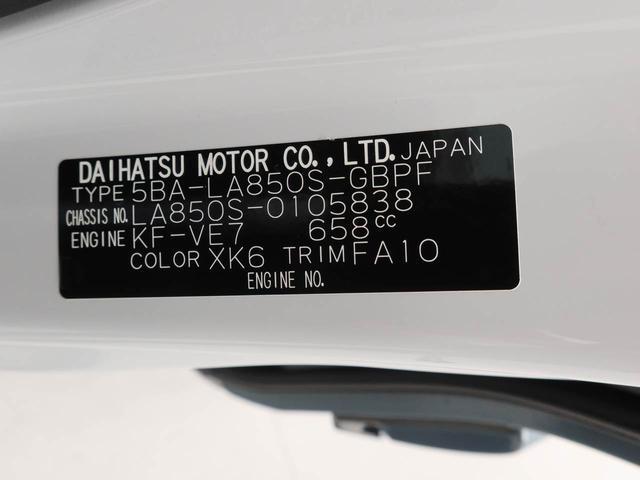 DAIHATSU MOTOR CO.,LTD. JAPAN
TYPE 5BA-LA850S-GBPF
CHASSIS NO. LA850S-0105838
ENGINE KF-VE7 658cc
COLOR XK6 TRIM FA10
ENGINE NO.